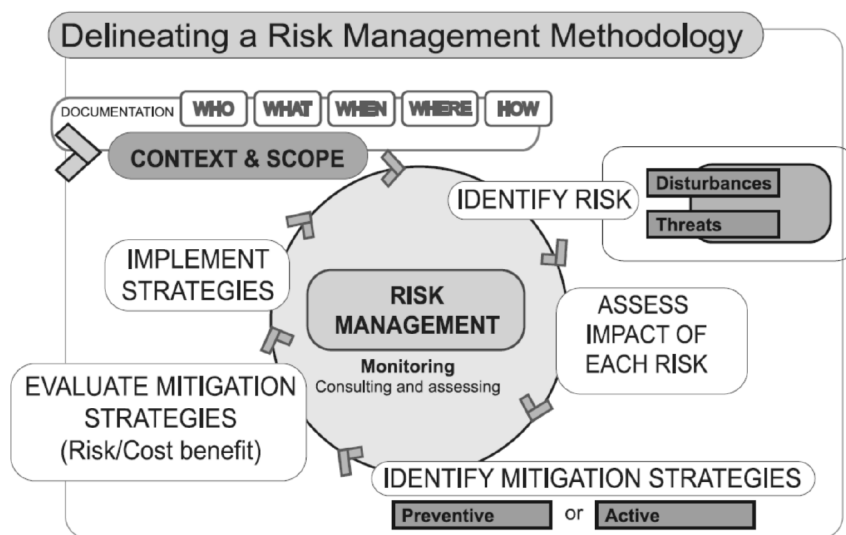 Delineating a Risk Management Methodology
DOCUMENTATION WHO WHAT WHEN WHERE HOW
CONTEXT & SCOPE
IDENTIFY RISK
Disturbances
Threats
ASSESS
IMPACT OF
EACH RISK
IDENTIFY MITIGATION STRATEGIES
Preventive or Active
EVALUATE MITIGATION
STRATEGIES
(Risk/Cost benefit)
IMPLEMENT
STRATEGIES
RISK
MANAGEMENT
Monitoring
Consulting and assessing